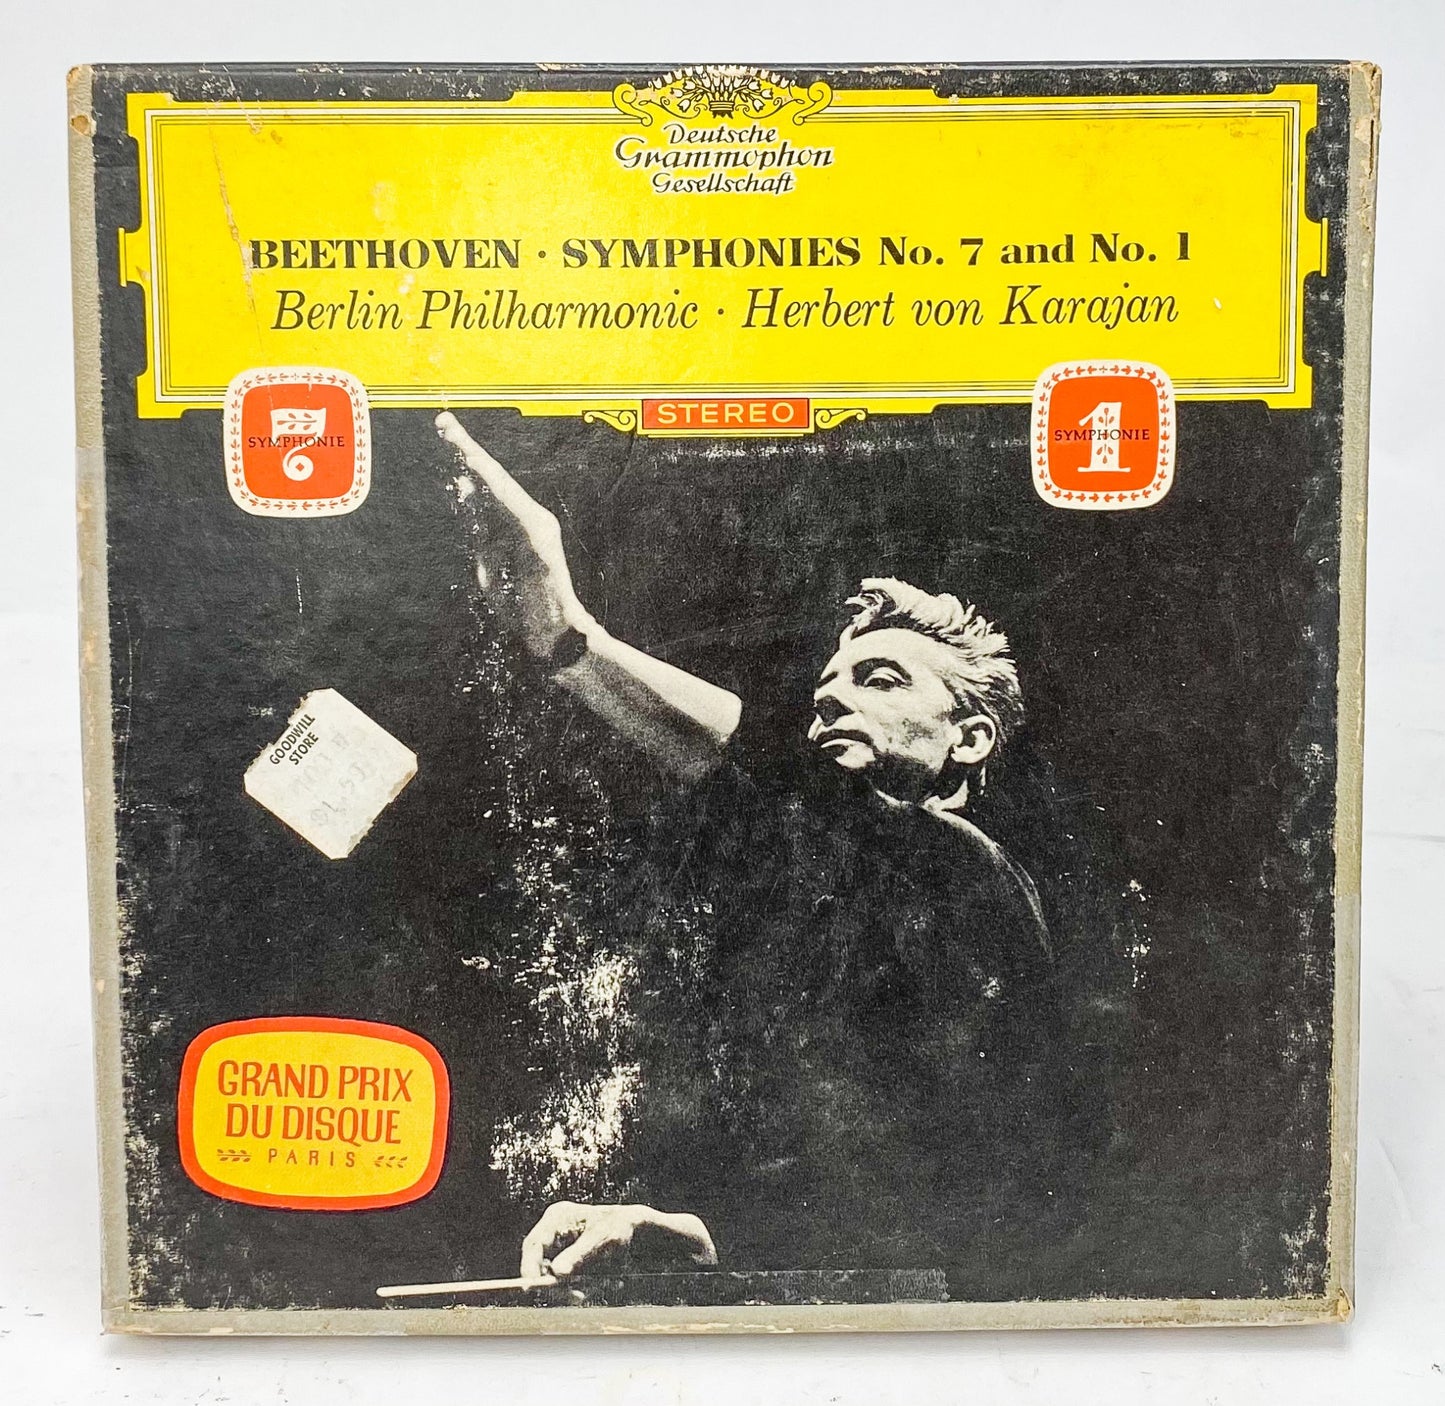 Deutsche
Grammophon
Gesellschaft
BEETHOVEN · SYMPHONIES No. 7 and No. 1
Berlin Philharmonic · Herbert von Karajan
STEREO
7
SYMPHONIE
1
SYMPHONIE
GOODWILL
STORE
GRAND PRIX
DU DISQUE
PARIS